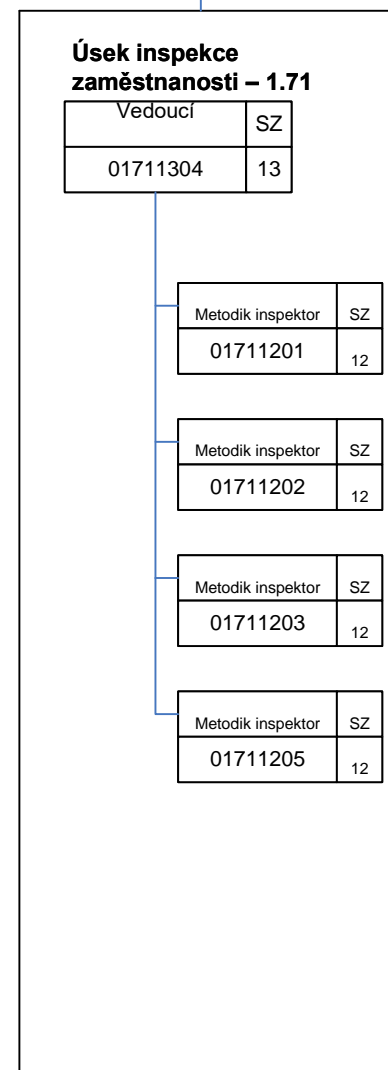 Úsek inspekce
zaměstnanosti – 1.71
Vedoucí SZ
01711304 13
Metodik inspektor SZ
01711201 12
Metodik inspektor SZ
01711202 12
Metodik inspektor SZ
01711203 12
Metodik inspektor SZ
01711205 12